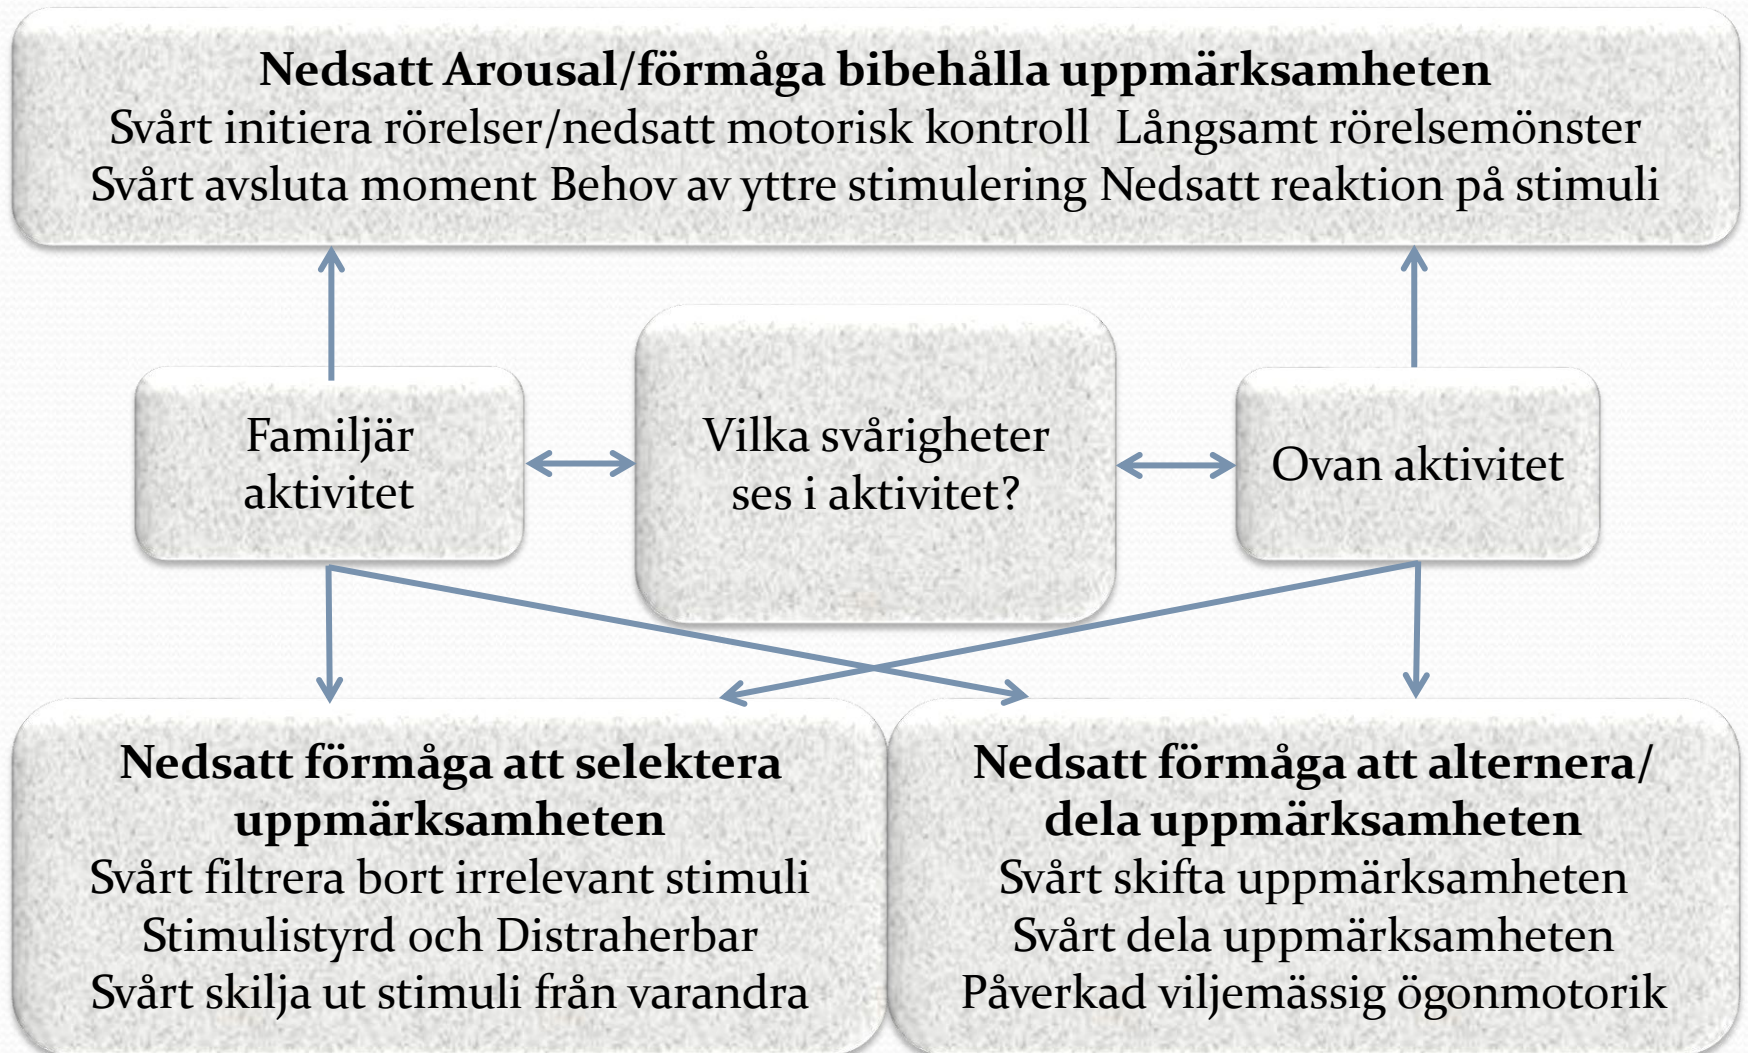 Nedsatt Arousal/förmåga bibehålla uppmärksamheten
Svårt initiera rörelser/nedsatt motorisk kontroll Långsamt rörelsemönster
Svårt avsluta moment Behov av yttre stimulering Nedsatt reaktion på stimuli
Familjär
aktivitet
Vilka svårigheter
ses i aktivitet?
Ovan aktivitet
Nedsatt förmåga att selektera
uppmärksamheten
Svårt filtrera bort irrelevant stimuli
Stimulistyrd och Distraherbar
Svårt skilja ut stimuli från varandra
Nedsatt förmåga att alternera/
dela uppmärksamheten
Svårt skifta uppmärksamheten
Svårt dela uppmärksamheten
Påverkad viljemässig ögonmotorik